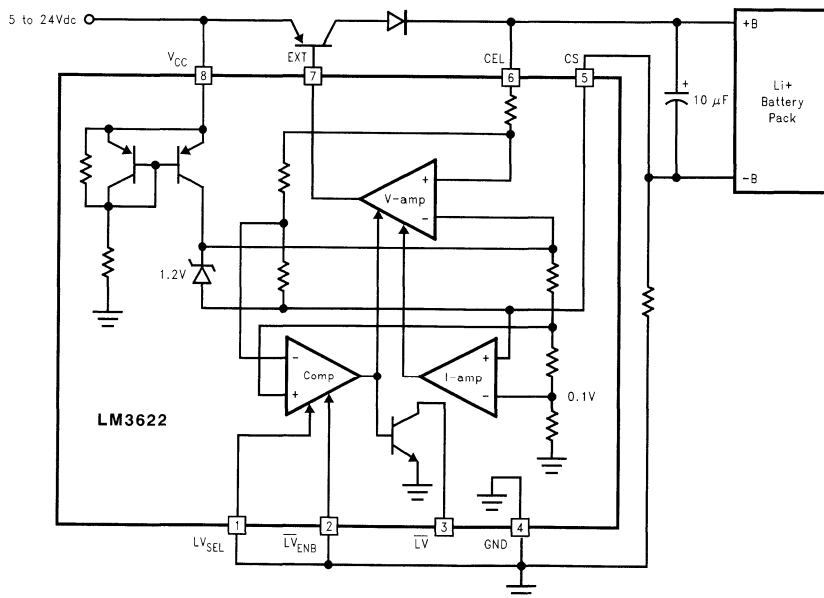 5 to 24Vdc
VCC
8
EXT
7
CEL
6
CS
5
+B
+
10 μF
Li+
Battery
Pack
-B
+
V-amp
-
1.2V
-
Comp
+
+
I-amp
-
0.1V
LM3622
1
2
3
4
LVSEL
LVENB
LV
GND